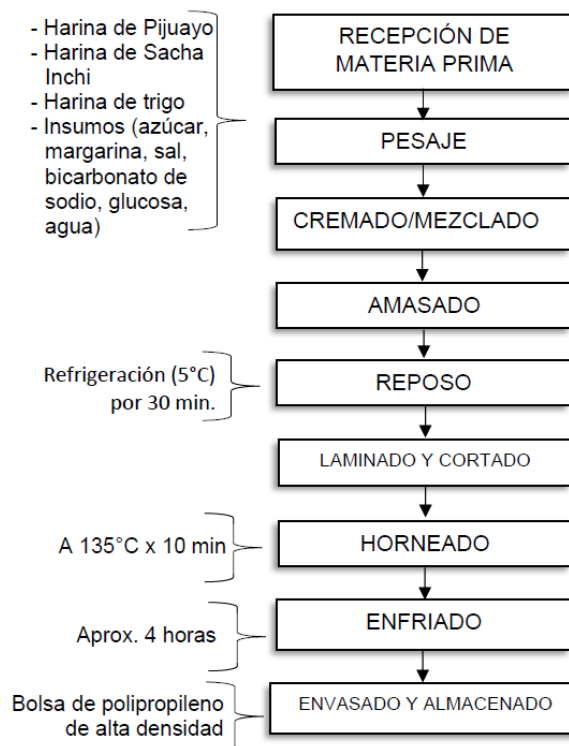 - Harina de Pijuayo
- Harina de Sacha
Inchi
- Harina de trigo
- Insumos (azúcar,
margarina, sal,
bicarbonato de
sodio, glucosa,
agua)
RECEPCIÓN DE
MATERIA PRIMA
PESAJE
CREMADO/MEZCLADO
AMASADO
Refrigeración (5°C)
por 30 min.
REPOSO
LAMINADO Y CORTADO
A 135°C x 10 min
HORNEADO
Aprox. 4 horas
ENFRIADO
Bolsa de polipropileno
de alta densidad
ENVASADO Y ALMACENADO